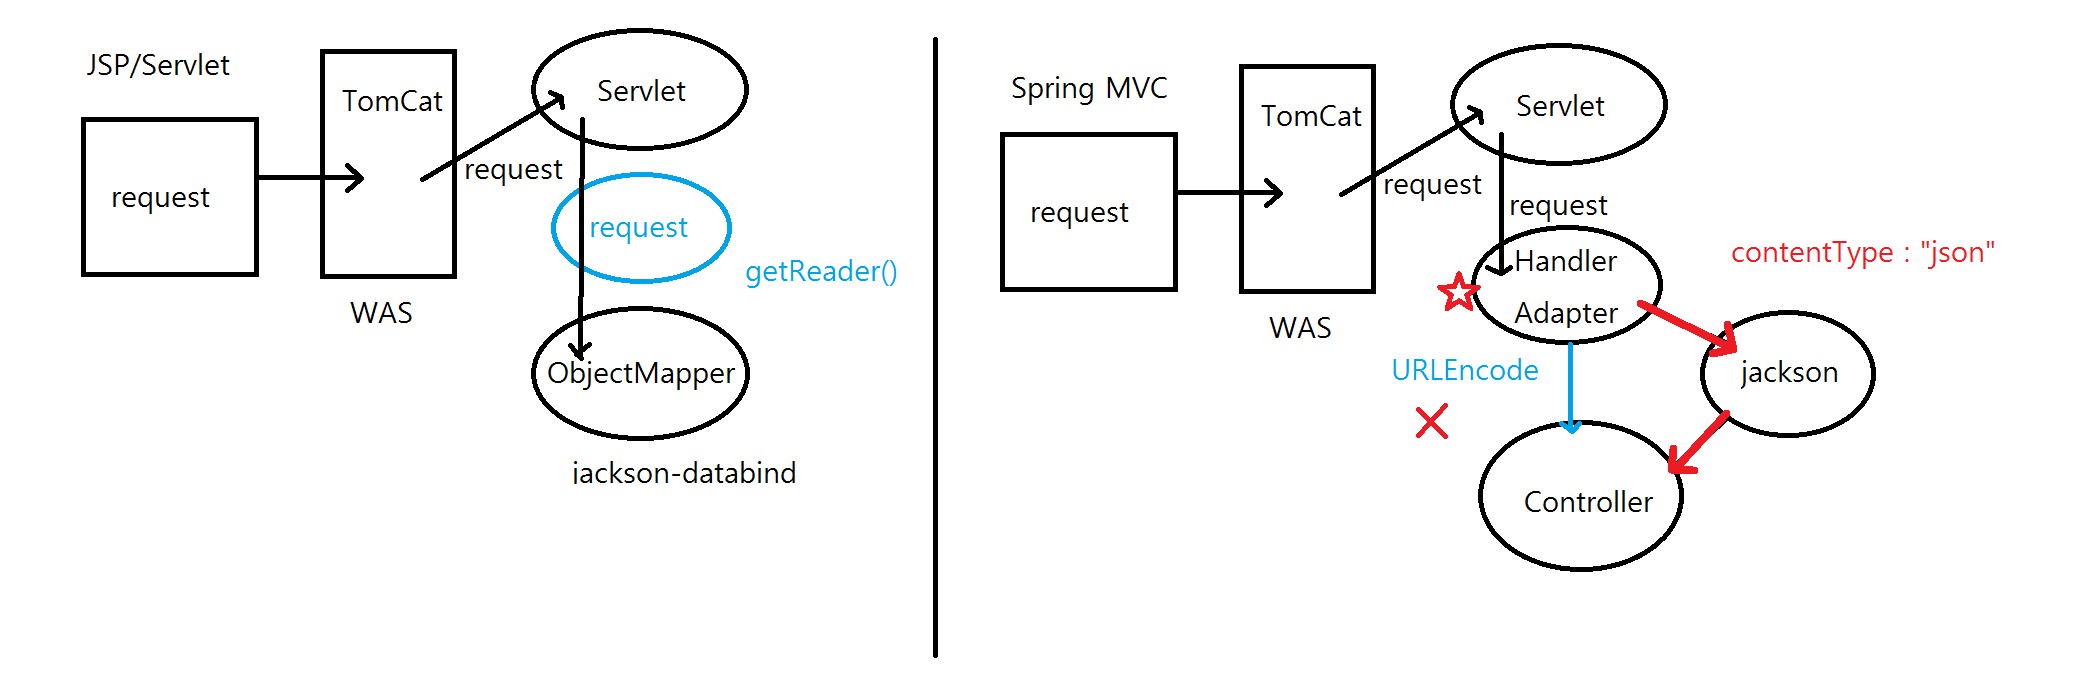 JSP/Servlet
request
TomCat
WAS
request
Servlet
request
getReader()
ObjectMapper
jackson-databind
Spring MVC
request
TomCat
WAS
request
Servlet
request
Handler
Adapter
contentType : "json"
URLEncode
jackson
Controller